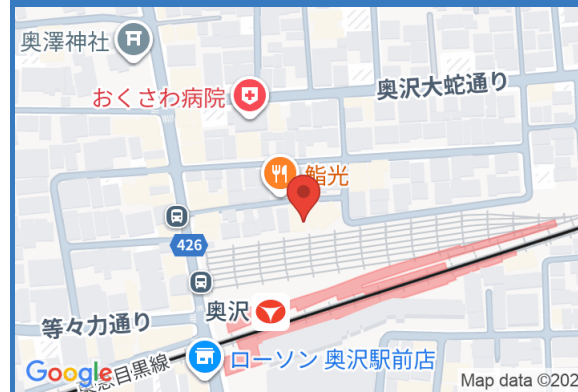 奥澤神社
おくさわ病院
奥沢大蛇通り
鮨光
426
奥沢
等々力通り
ローソン 奥沢駅前店
目黒線
Google
Map data ©202